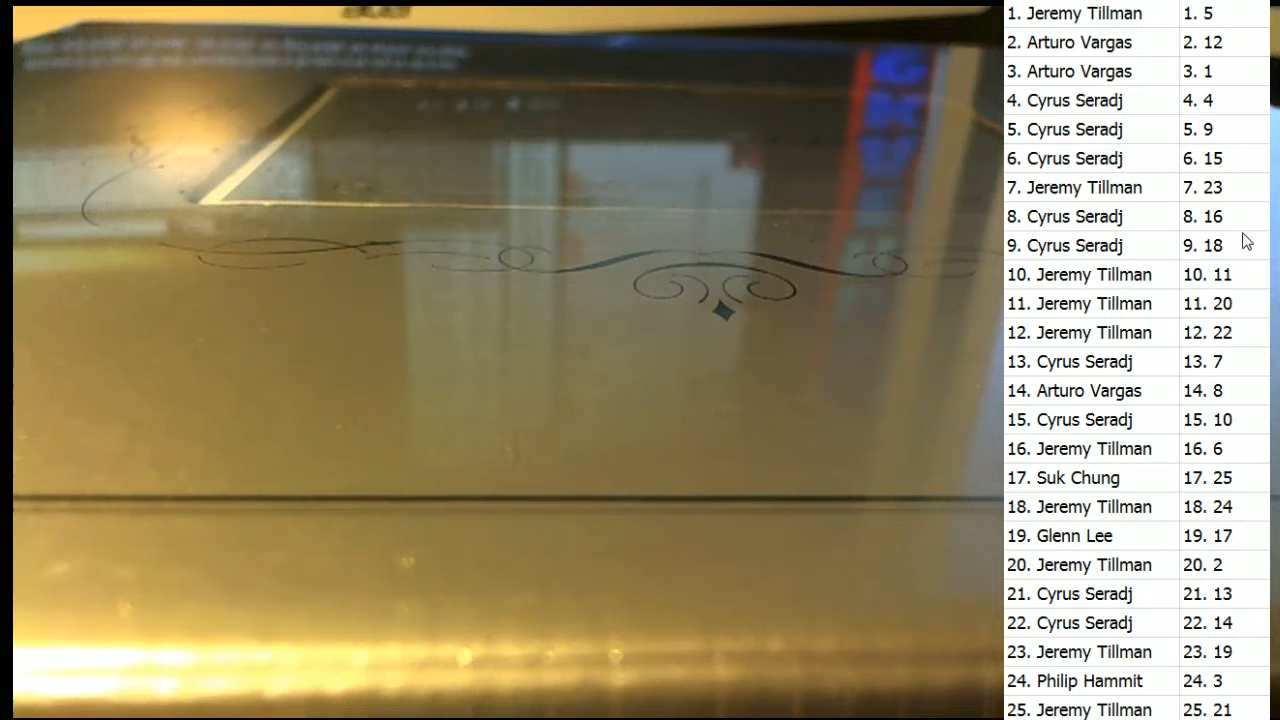 1. Jeremy Tillman 1. 5
2. Arturo Vargas 2. 12
3. Arturo Vargas 3. 1
4. Cyrus Seradj 4. 4
5. Cyrus Seradj 5. 9
6. Cyrus Seradj 6. 15
7. Jeremy Tillman 7. 23
8. Cyrus Seradj 8. 16
9. Cyrus Seradj 9. 18
10. Jeremy Tillman 10. 11
11. Jeremy Tillman 11. 20
12. Jeremy Tillman 12. 22
13. Cyrus Seradj 13. 7
14. Arturo Vargas 14. 8
15. Cyrus Seradj 15. 10
16. Jeremy Tillman 16. 6
17. Suk Chung 17. 25
18. Jeremy Tillman 18. 24
19. Glenn Lee 19. 17
20. Jeremy Tillman 20. 2
21. Cyrus Seradj 21. 13
22. Cyrus Seradj 22. 14
23. Jeremy Tillman 23. 19
24. Philip Hammit 24. 3
25. Jeremy Tillman 25. 21